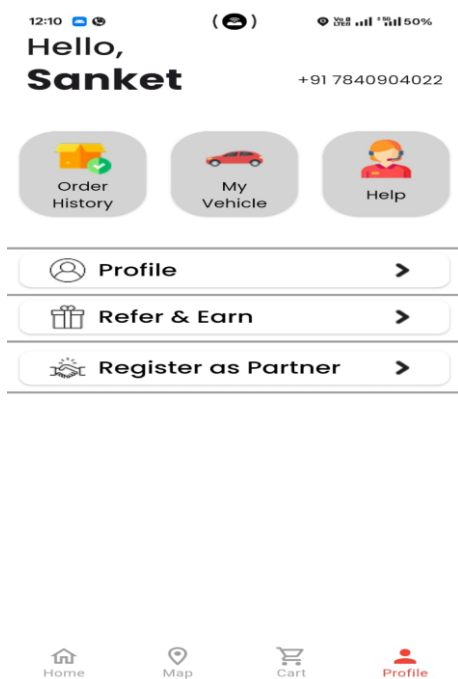 12:10
50%
Hello,
Sanket
+91 7840904022
Order
History
My
Vehicle
Help
Profile
Refer & Earn
Register as Partner
Home
Map
Cart
Profile